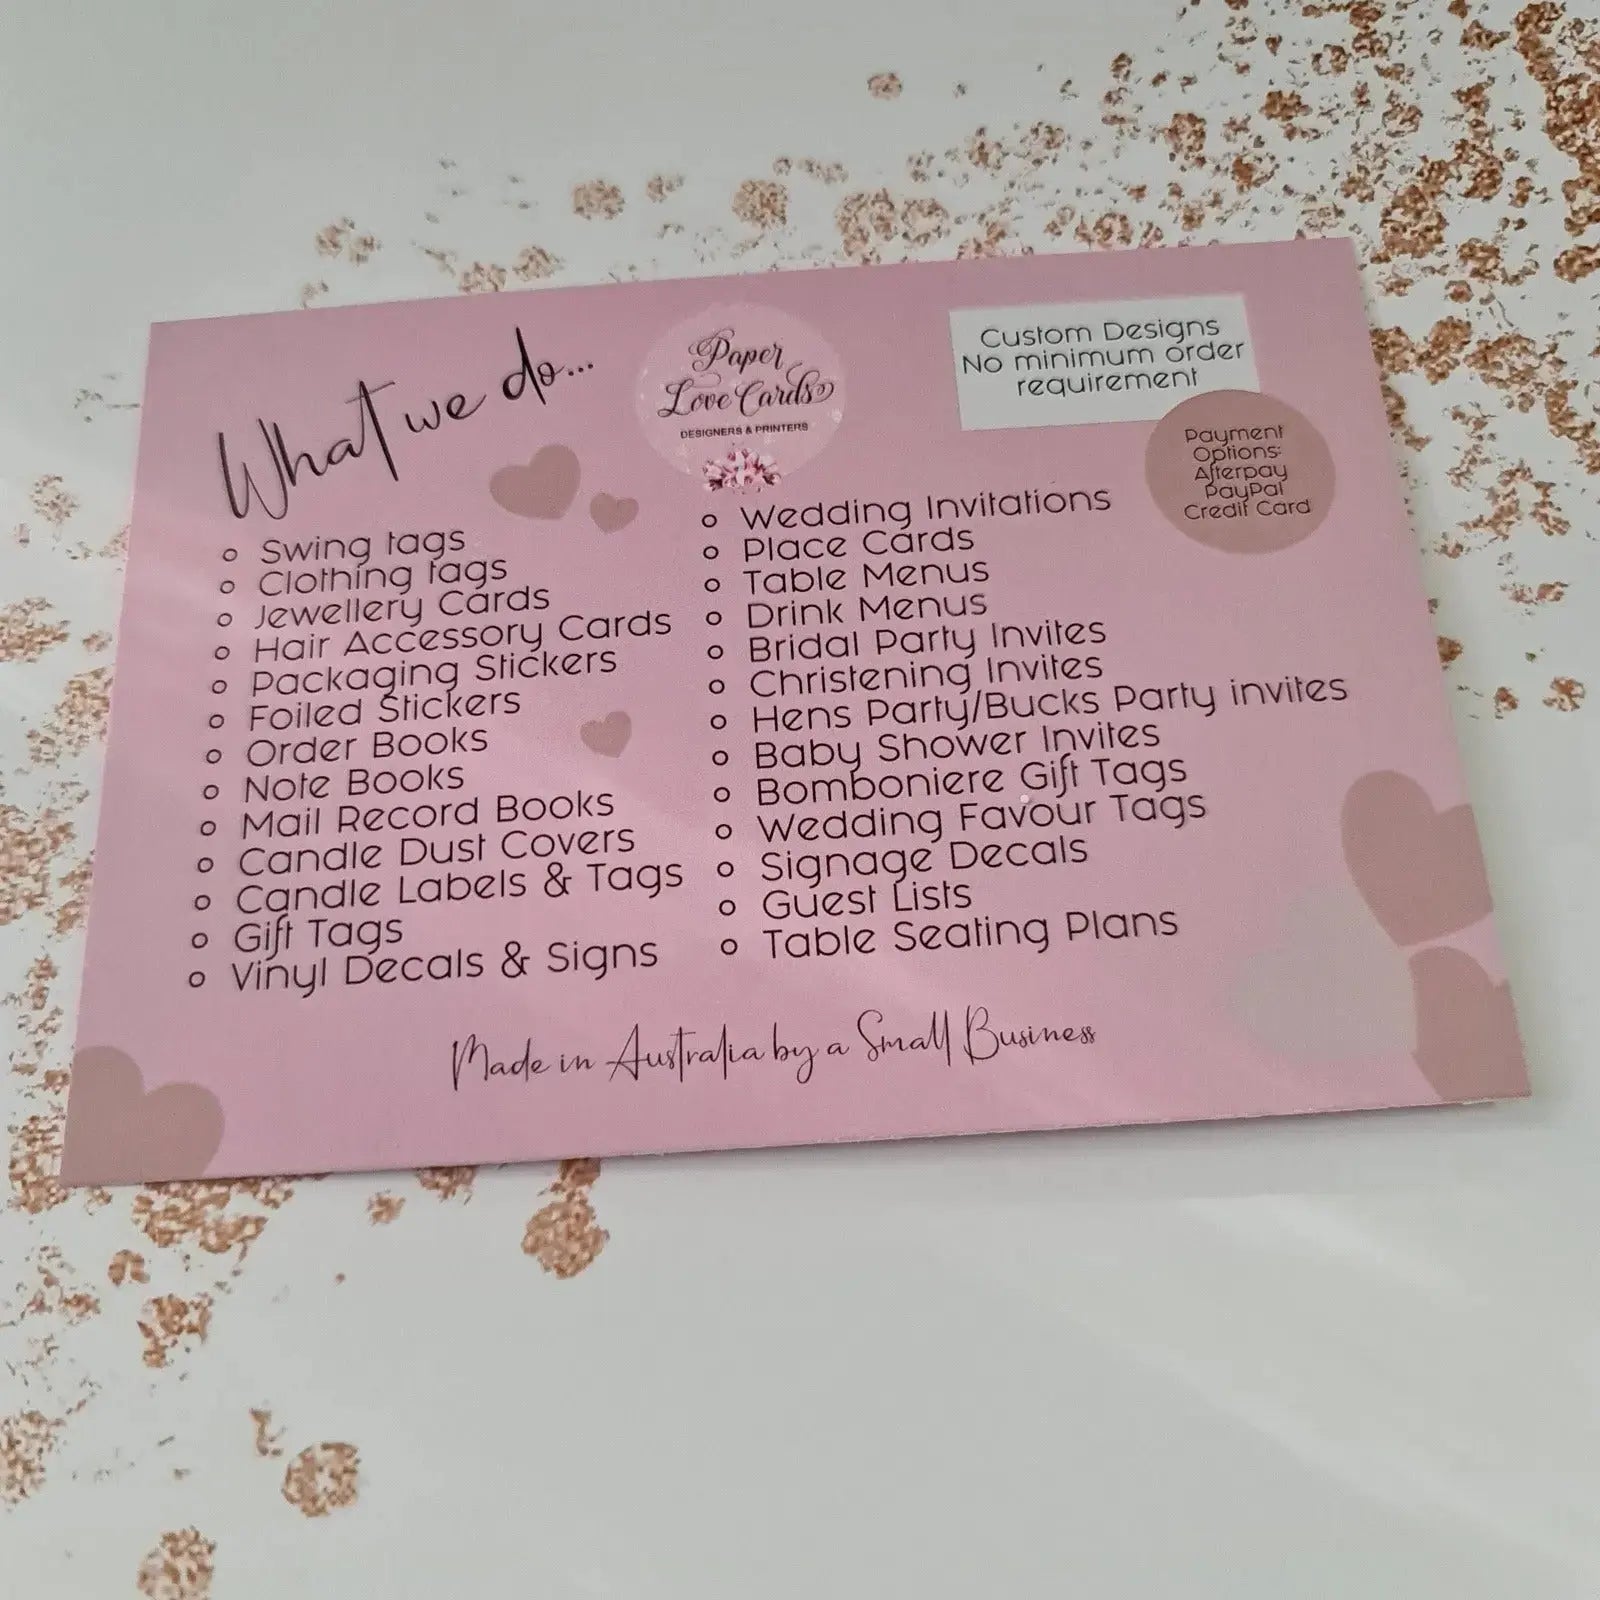 What we do...
Paper
Love Cards
DESIGNERS & PRINTERS
Custom Designs
No minimum order
requirement
Payment
Options:
Afterpay
PayPal
Credit Card
Swing tags
Clothing tags
Jewellery Cards
Hair Accessory Cards
Packaging Stickers
Foiled Stickers
Order Books
Note Books
Mail Record Books
Candle Dust Covers
Candle Labels & Tags
Gift Tags
Vinyl Decals & Signs
Wedding Invitations
Place Cards
Table Menus
Drink Menus
Bridal Party Invites
Christening Invites
Hens Party/Bucks Party invites
Baby Shower Invites
Bomboniere Gift Tags
Wedding Favour Tags
Signage Decals
Guest Lists
Table Seating Plans
Made in Australia by a Small Business